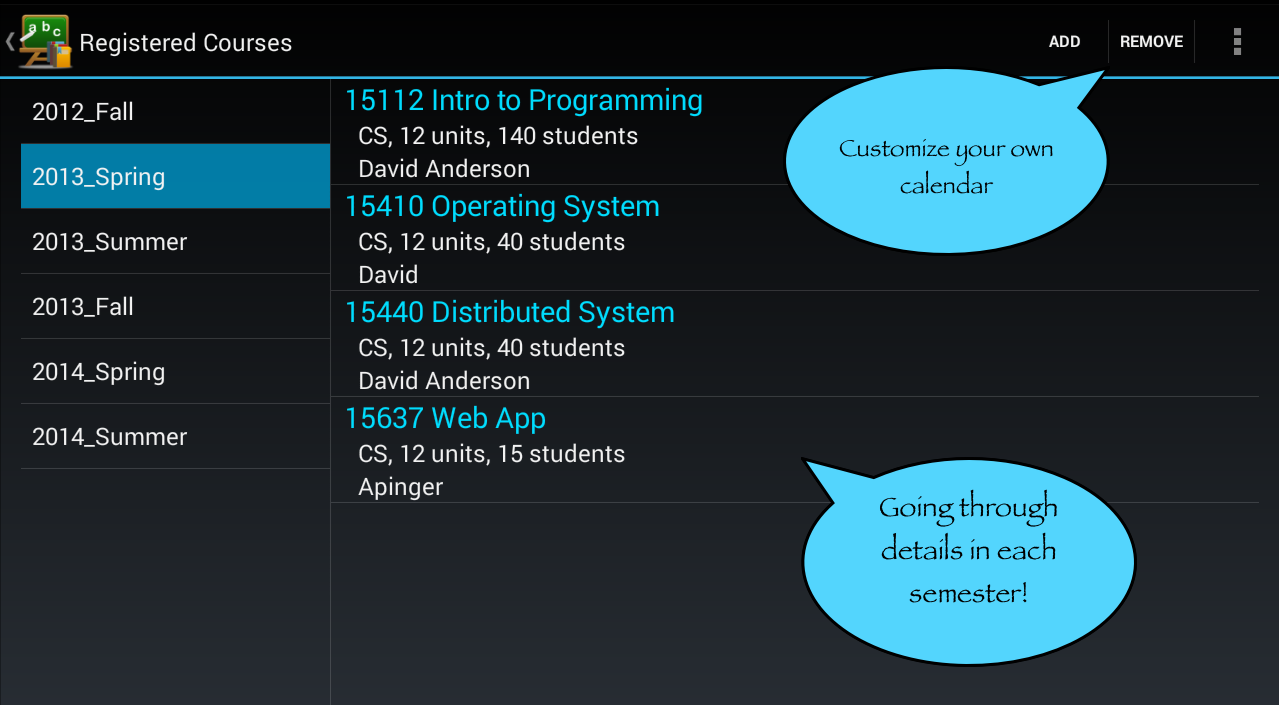 a b c
Registered Courses
ADD
REMOVE
2012_Fall
2013_Spring
2013_Summer
2013_Fall
2014_Spring
2014_Summer
15112 Intro to Programming
CS, 12 units, 140 students
David Anderson
15410 Operating System
CS, 12 units, 40 students
David
15440 Distributed System
CS, 12 units, 40 students
David Anderson
15637 Web App
CS, 12 units, 15 students
Apinger
Customize your own
calendar
Going through
details in each
semester!